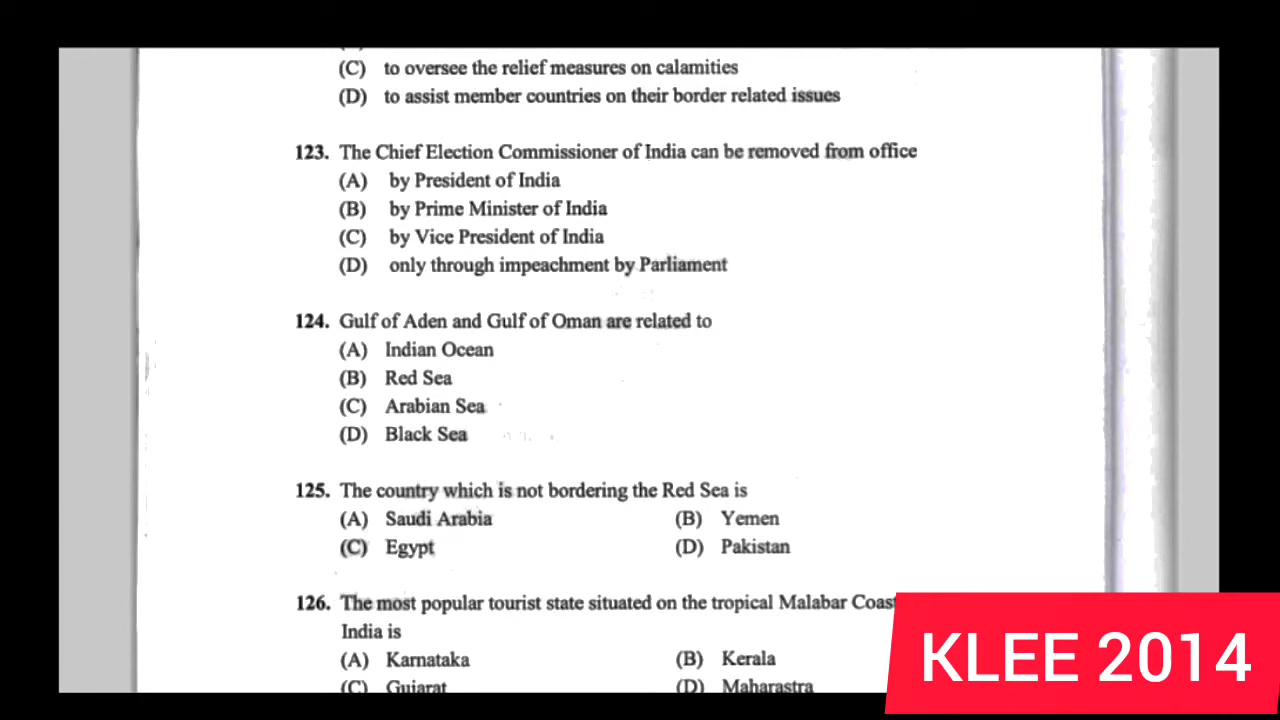 (C) to oversee the relief measures on calamities
(D) to assist member countries on their border related issues
123. The Chief Election Commissioner of India can be removed from office
(A) by President of India
(B) by Prime Minister of India
(C) by Vice President of India
(D) only through impeachment by Parliament
124. Gulf of Aden and Gulf of Oman are related to
(A) Indian Ocean
(B) Red Sea
(C) Arabian Sea
(D) Black Sea
125. The country which is not bordering the Red Sea is
(A) Saudi Arabia (B) Yemen
(C) Egypt (D) Pakistan
126. The most popular tourist state situated on the tropical Malabar Coast
India is
(A) Karnataka (B) Kerala
(C) Gujarat (D) Maharastra
KLEE 2014